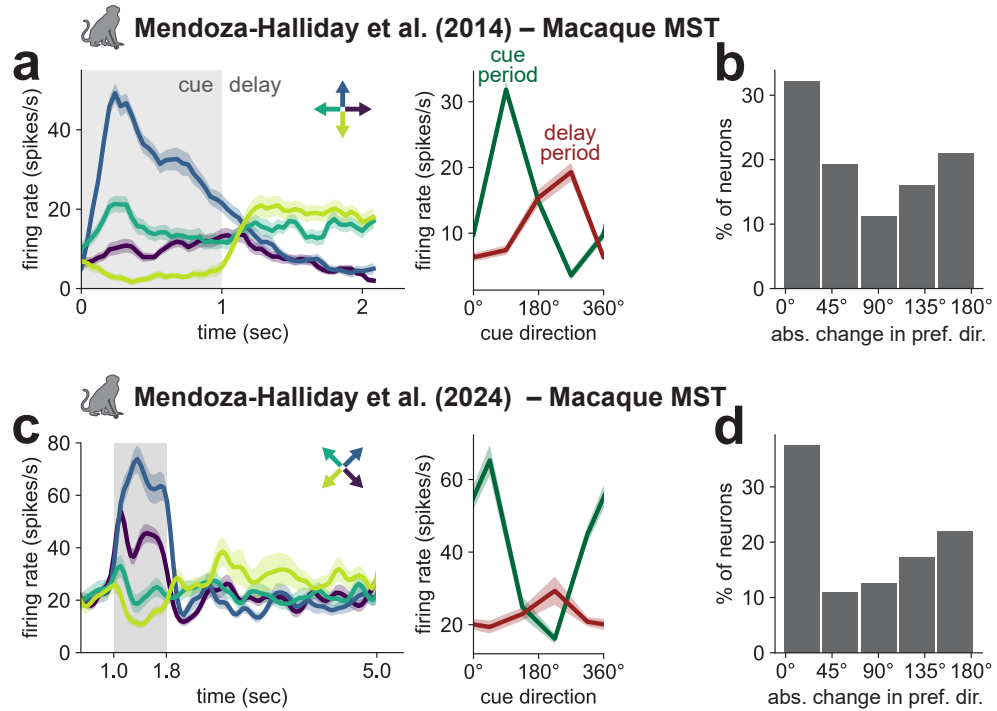 Mendoza-Halliday et al. (2014) – Macaque MST
a
cue delay
firing rate (spikes/s)
40
20
0
0 1 2
time (sec)
cue
period
delay
period
firing rate (spikes/s)
30
20
10
0° 180° 360°
cue direction
b
% of neurons
30
20
10
0
0° 45° 90° 135° 180°
abs. change in pref. dir.
Mendoza-Halliday et al. (2024) – Macaque MST
c
firing rate (spikes/s)
80
60
40
20
0
1.0 1.8 5.0
time (sec)
firing rate (spikes/s)
60
40
20
0° 180° 360°
cue direction
d
% of neurons
30
20
10
0
0° 45° 90° 135° 180°
abs. change in pref. dir.